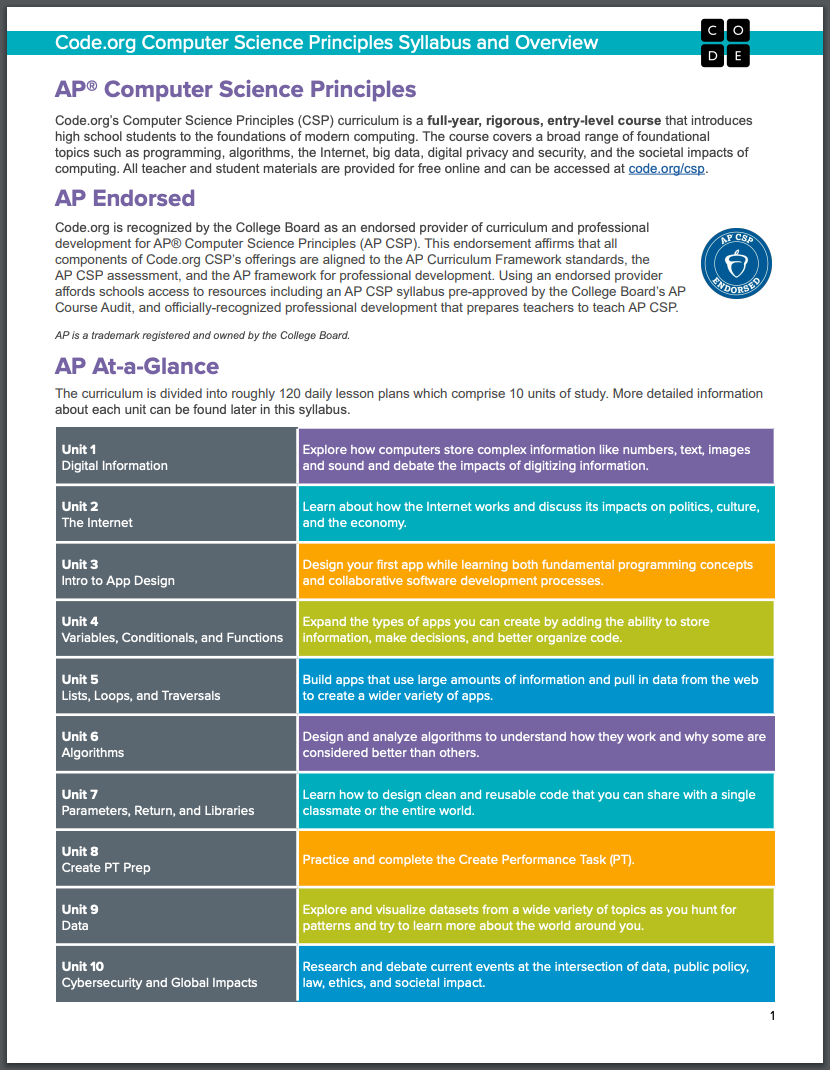 Code.org Computer Science Principles Syllabus and Overview
C O
D E
AP® Computer Science Principles
Code.org's Computer Science Principles (CSP) curriculum is a full-year, rigorous, entry-level course that introduces
high school students to the foundations of modern computing. The course covers a broad range of foundational
topics such as programming, algorithms, the Internet, big data, digital privacy and security, and the societal impacts of
computing. All teacher and student materials are provided for free online and can be accessed at code.org/csp.
AP Endorsed
Code.org is recognized by the College Board as an endorsed provider of curriculum and professional
development for AP® Computer Science Principles (AP CSP). This endorsement affirms that all
components of Code.org CSP's offerings are aligned to the AP Curriculum Framework standards, the
AP CSP assessment, and the AP framework for professional development. Using an endorsed provider
affords schools access to resources including an AP CSP syllabus pre-approved by the College Board's AP
Course Audit, and officially-recognized professional development that prepares teachers to teach AP CSP.
AP CSP
ENDORSED
AP is a trademark registered and owned by the College Board.
AP At-a-Glance
The curriculum is divided into roughly 120 daily lesson plans which comprise 10 units of study. More detailed information
about each unit can be found later in this syllabus.
Unit 1
Digital Information
Explore how computers store complex information like numbers, text, images
and sound and debate the impacts of digitizing information.
Unit 2
The Internet
Learn about how the Internet works and discuss its impacts on politics, culture,
and the economy.
Unit 3
Intro to App Design
Design your first app while learning both fundamental programming concepts
and collaborative software development processes.
Unit 4
Variables, Conditionals, and Functions
Expand the types of apps you can create by adding the ability to store
information, make decisions, and better organize code.
Unit 5
Lists, Loops, and Traversals
Build apps that use large amounts of information and pull in data from the web
to create a wider variety of apps.
Unit 6
Algorithms
Design and analyze algorithms to understand how they work and why some are
considered better than others.
Unit 7
Parameters, Return, and Libraries
Learn how to design clean and reusable code that you can share with a single
classmate or the entire world.
Unit 8
Create PT Prep
Practice and complete the Create Performance Task (PT).
Unit 9
Data
Explore and visualize datasets from a wide variety of topics as you hunt for
patterns and try to learn more about the world around you.
Unit 10
Cybersecurity and Global Impacts
Research and debate current events at the intersection of data, public policy,
law, ethics, and societal impact.
1